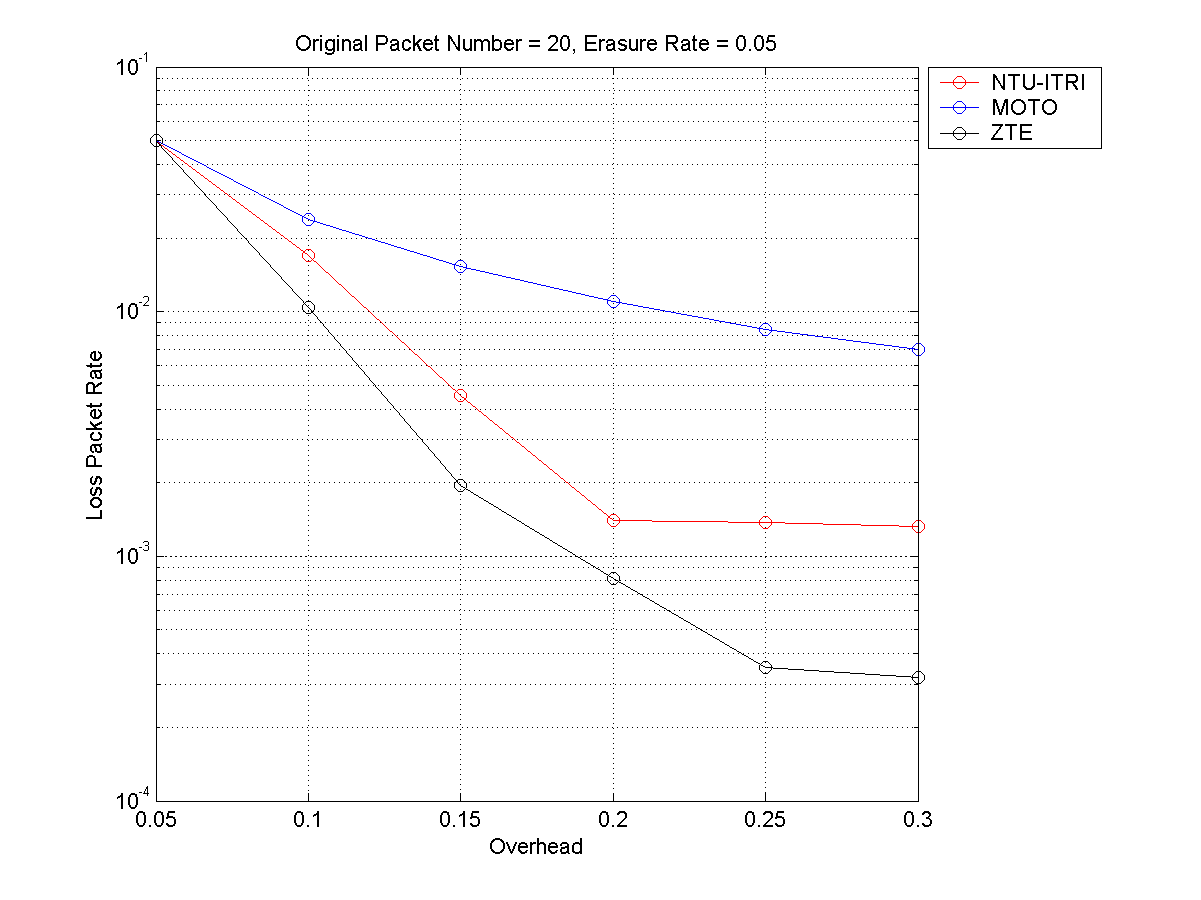 Original Packet Number = 20, Erasure Rate = 0.05
NTU-ITRI
MOTO
ZTE
Loss Packet Rate
10^-1
10^-2
10^-3
10^-4
0.05 0.1 0.15 0.2 0.25 0.3
Overhead